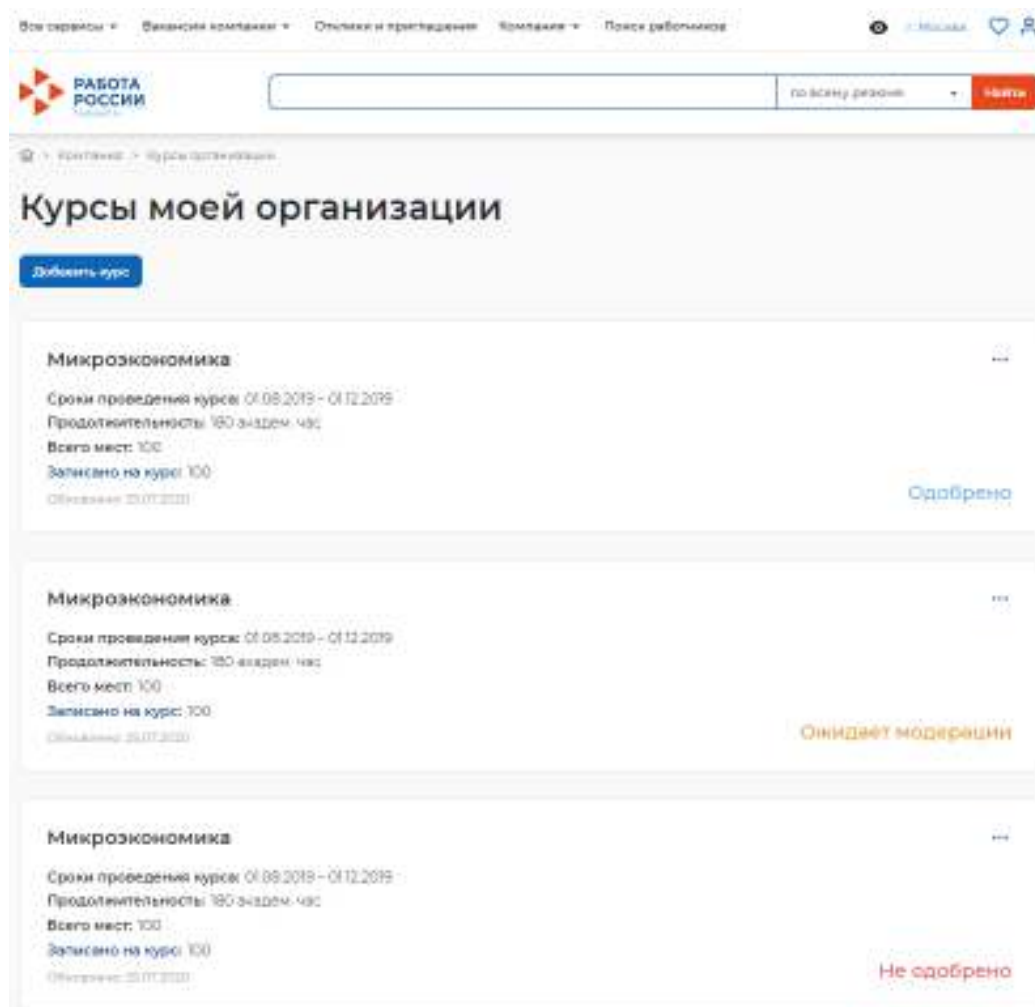 Все сервисы Вакансии компании Отклики и приглашения Компания Поиск работников г. Москва
РАБОТА
РОССИИ
по всему региону Найти
Компания > Курсы организации
Курсы моей организации
Добавить курс
Микроэкономика
Сроки проведения курса: 01.08.2019 – 01.12.2019
Продолжительность: 180 академ. час
Всего мест: 100
Записано на курс: 100
Обновлено: 25.07.2020
Одобрено
Микроэкономика
Сроки проведения курса: 01.08.2019 – 01.12.2019
Продолжительность: 180 академ. час
Всего мест: 100
Записано на курс: 100
Обновлено: 25.07.2020
Ожидает модерации
Микроэкономика
Сроки проведения курса: 01.08.2019 – 01.12.2019
Продолжительность: 180 академ. час
Всего мест: 100
Записано на курс: 100
Обновлено: 25.07.2020
Не одобрено